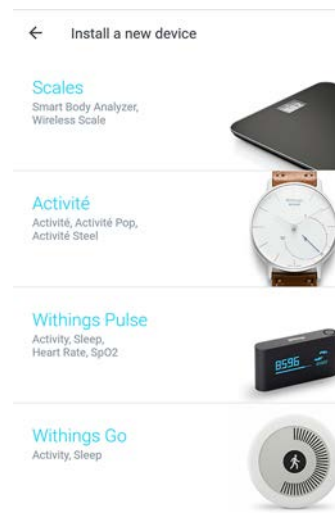 Install a new device
Scales
Smart Body Analyzer,
Wireless Scale
Activité
Activité, Activité Pop,
Activité Steel
Withings Pulse
Activity, Sleep,
Heart Rate, SpO2
8596
Withings Go
Activity, Sleep